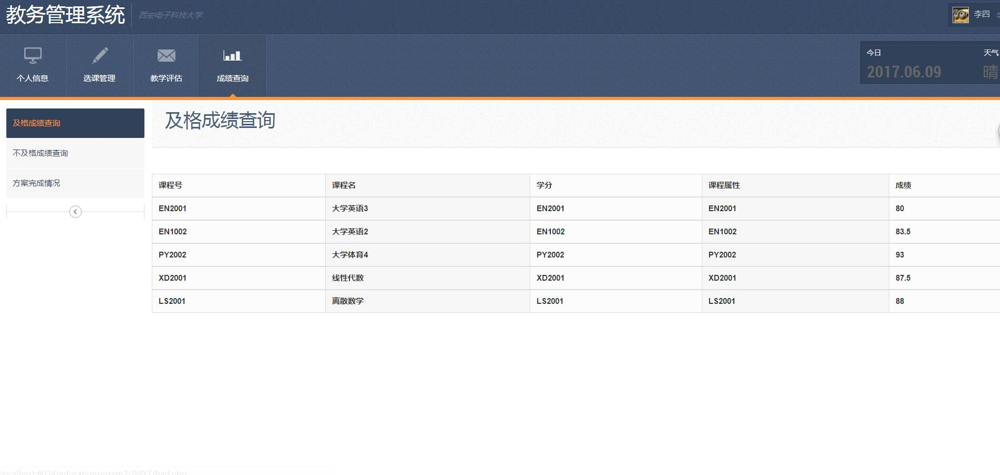 教务管理系统 西安电子科技大学 李四
个人信息 选课管理 教学评估 成绩查询
今日 天气
2017.06.09 晴
及格成绩查询
不及格成绩查询
方案完成情况
及格成绩查询
课程号 课程名 学分 课程属性 成绩
EN2001 大学英语3 EN2001 EN2001 80
EN1002 大学英语2 EN1002 EN1002 83.5
PY2002 大学体育4 PY2002 PY2002 93
XD2001 线性代数 XD2001 XD2001 87.5
LS2001 离散数学 LS2001 LS2001 88
localhost:8024/educationsystem2/JWXT/bad.php